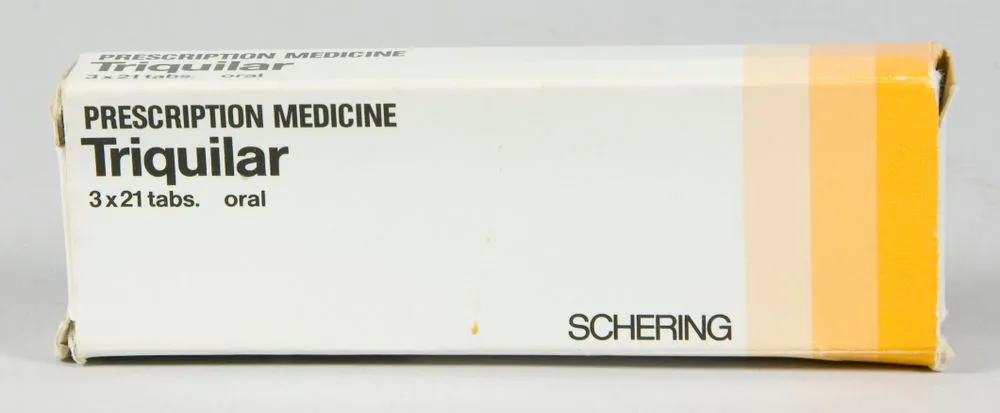 PRESCRIPTION MEDICINE
Triquilar
3 x 21 tabs. oral
PRESCRIPTION MEDICINE
Triquilar
3 x 21 tabs. oral
SCHERING